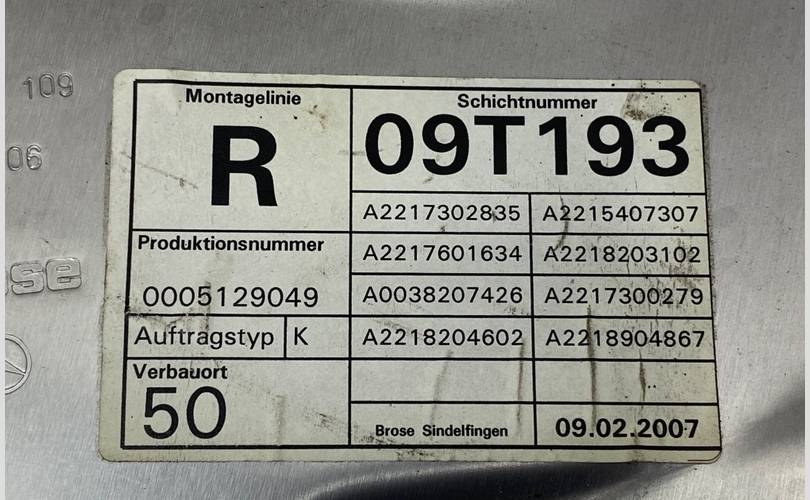 109
06
se
Montagelinie
R
Schichtnummer
09T193
A2217302835 A2215407307
Produktionsnummer
0005129049
A2217601634 A2218203102
A0038207426 A2217300279
Auftragstyp K
A2218204602 A2218904867
Verbauort
50
Brose Sindelfingen 09.02.2007